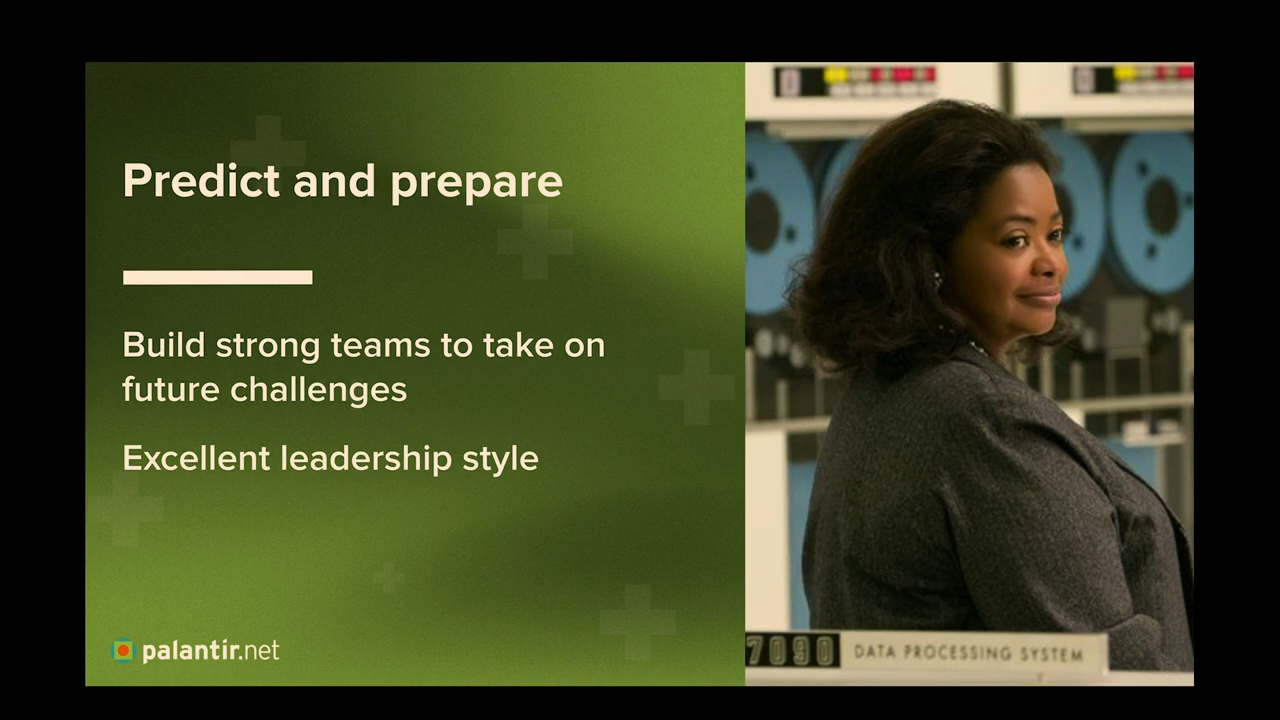 Predict and prepare
Build strong teams to take on
future challenges
Excellent leadership style
palantir.net
7090
DATA PROCESSING SYSTEM